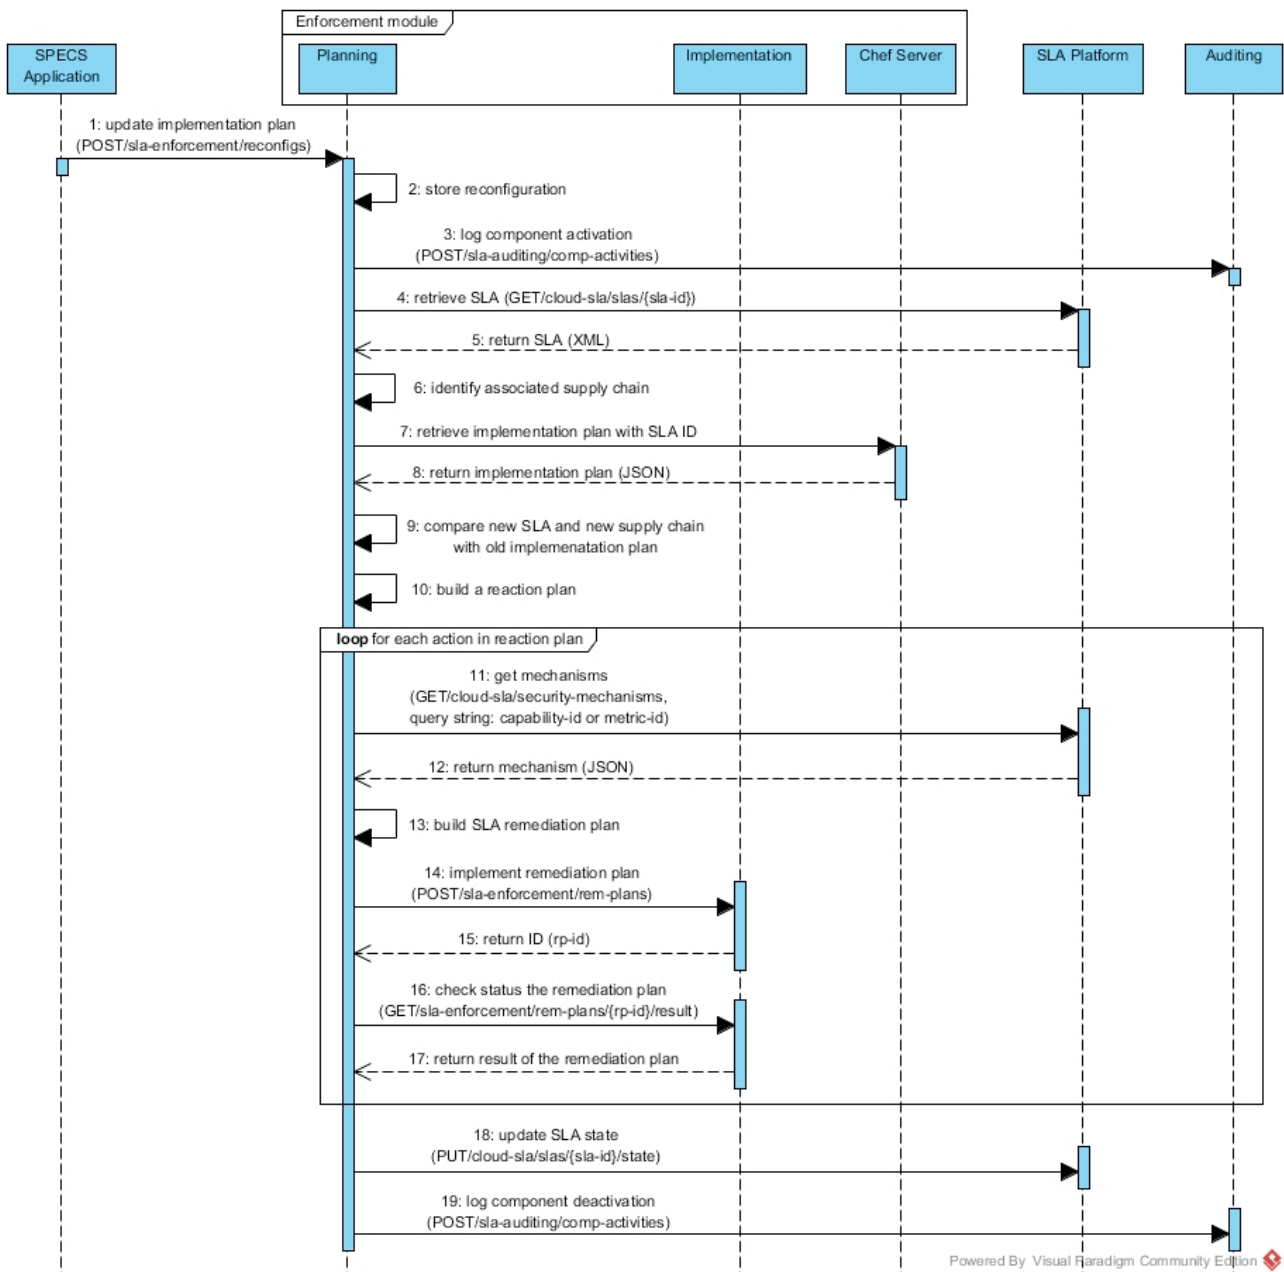 Enforcement module
SPECS
Application
Planning
Implementation
Chef Server
SLA Platform
Auditing
1: update implementation plan
(POST/sla-enforcement/reconfigs)
2: store reconfiguration
3: log component activation
(POST/sla-auditing/comp-activities)
4: retrieve SLA (GET/cloud-sla/slas/{sla-id})
5: return SLA (XML)
6: identify associated supply chain
7: retrieve implementation plan with SLA ID
8: return implementation plan (JSON)
9: compare new SLA and new supply chain
with old implemenatation plan
10: build a reaction plan
loop for each action in reaction plan
11: get mechanisms
(GET/cloud-sla/security-mechanisms,
query string: capability-id or metric-id)
12: return mechanism (JSON)
13: build SLA remediation plan
14: implement remediation plan
(POST/sla-enforcement/rem-plans)
15: return ID (rp-id)
16: check status the remediation plan
(GET/sla-enforcement/rem-plans/{rp-id}/result)
17: return result of the remediation plan
18: update SLA state
(PUT/cloud-sla/slas/{sla-id}/state)
19: log component deactivation
(POST/sla-auditing/comp-activities)
Powered By Visual Paradigm Community Edition